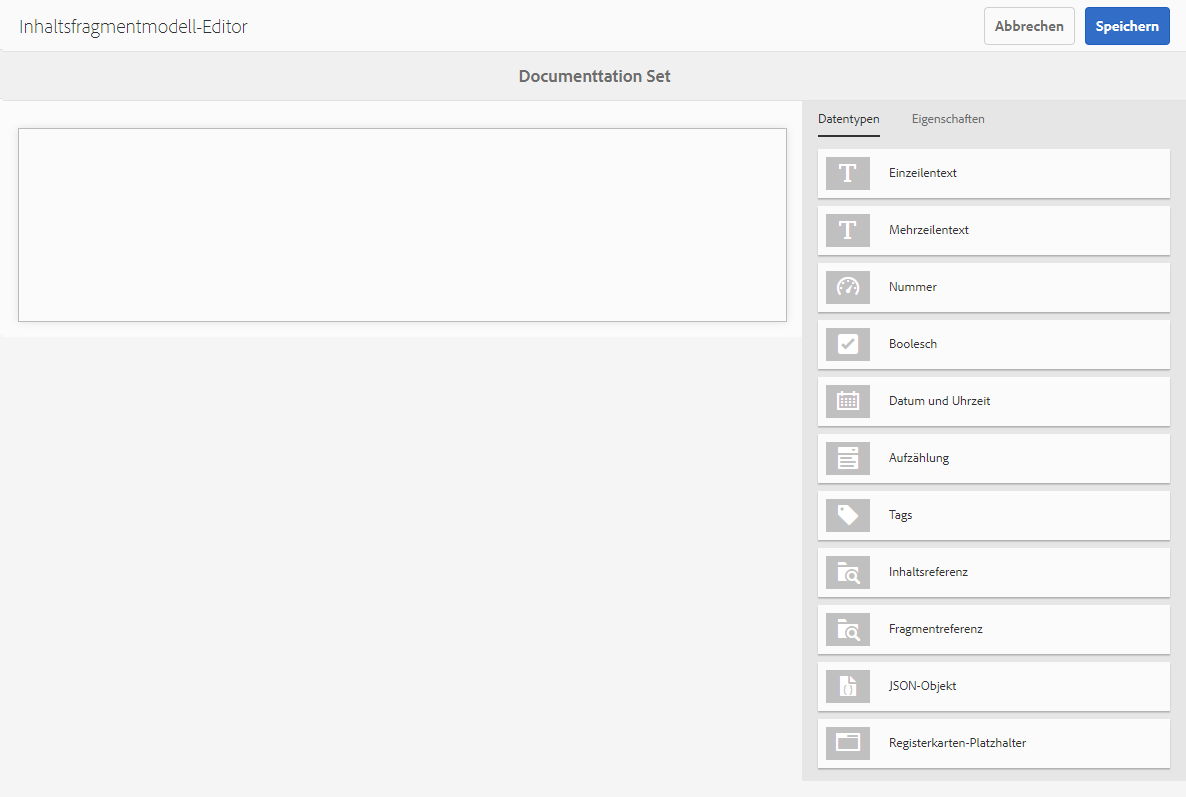 Inhaltsfragmentmodell-Editor
Abbrechen
Speichern
Documenttation Set
Datentypen
Eigenschaften
Einzeilentext
Mehrzeilentext
Nummer
Boolesch
Datum und Uhrzeit
Aufzählung
Tags
Inhaltsreferenz
Fragmentreferenz
JSON-Objekt
Registerkarten-Platzhalter